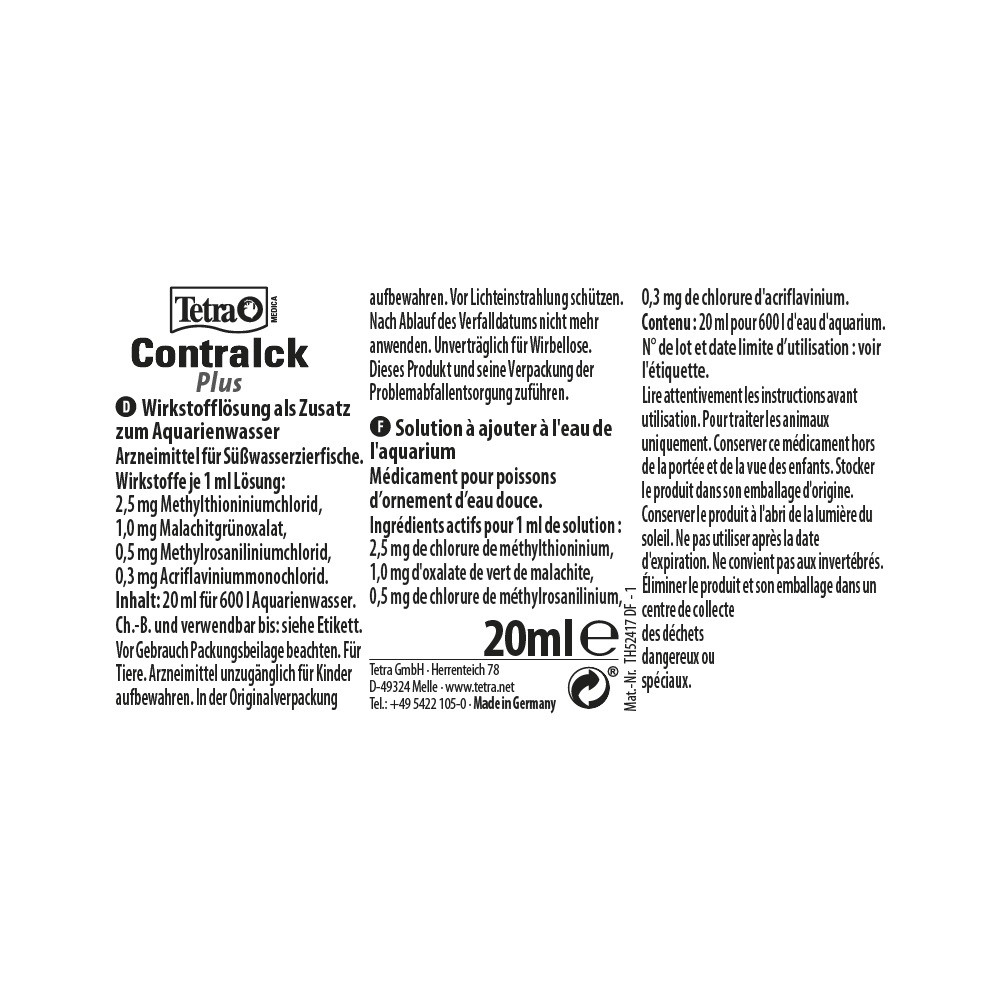 Tetra
MEDICA
ContraIck
Plus
D Wirkstofflösung als Zusatz
zum Aquarienwasser
Arzneimittel für Süßwasserzierfische.
Wirkstoffe je 1 ml Lösung:
2,5 mg Methylthioniniumchlorid,
1,0 mg Malachitgrünoxalat,
0,5 mg Methylrosaniliniumchlorid,
0,3 mg Acriflaviniummonochlorid.
Inhalt: 20 ml für 600 l Aquarienwasser.
Ch.-B. und verwendbar bis: siehe Etikett.
Vor Gebrauch Packungsbeilage beachten. Für
Tiere. Arzneimittel unzugänglich für Kinder
aufbewahren. In der Originalverpackung
aufbewahren. Vor Lichteinstrahlung schützen.
Nach Ablauf des Verfalldatums nicht mehr
anwenden. Unverträglich für Wirbellose.
Dieses Produkt und seine Verpackung der
Problemabfallentsorgung zuführen.
F Solution à ajouter à l'eau de
l'aquarium
Médicament pour poissons
d’ornement d’eau douce.
Ingrédients actifs pour 1 ml de solution :
2,5 mg de chlorure de méthylthioninium,
1,0 mg d'oxalate de vert de malachite,
0,5 mg de chlorure de méthylrosanilinium,
20ml e
Tetra GmbH · Herrenteich 78
D-49324 Melle · www.tetra.net
Tel.: +49 5422 105-0 · Made in Germany
®
Mat.-Nr. TH52417 DF - 1
0,3 mg de chlorure d'acriflavinium.
Contenu : 20 ml pour 600 l d'eau d'aquarium.
N° de lot et date limite d’utilisation : voir
l'étiquette.
Lire attentivement les instructions avant
utilisation. Pour traiter les animaux
uniquement. Conserver ce médicament hors
de la portée et de la vue des enfants. Stocker
le produit dans son emballage d'origine.
Conserver le produit à l'abri de la lumière du
soleil. Ne pas utiliser après la date
d'expiration. Ne convient pas aux invertébrés.
Éliminer le produit et son emballage dans un
centre de collecte
des déchets
dangereux ou
spéciaux.